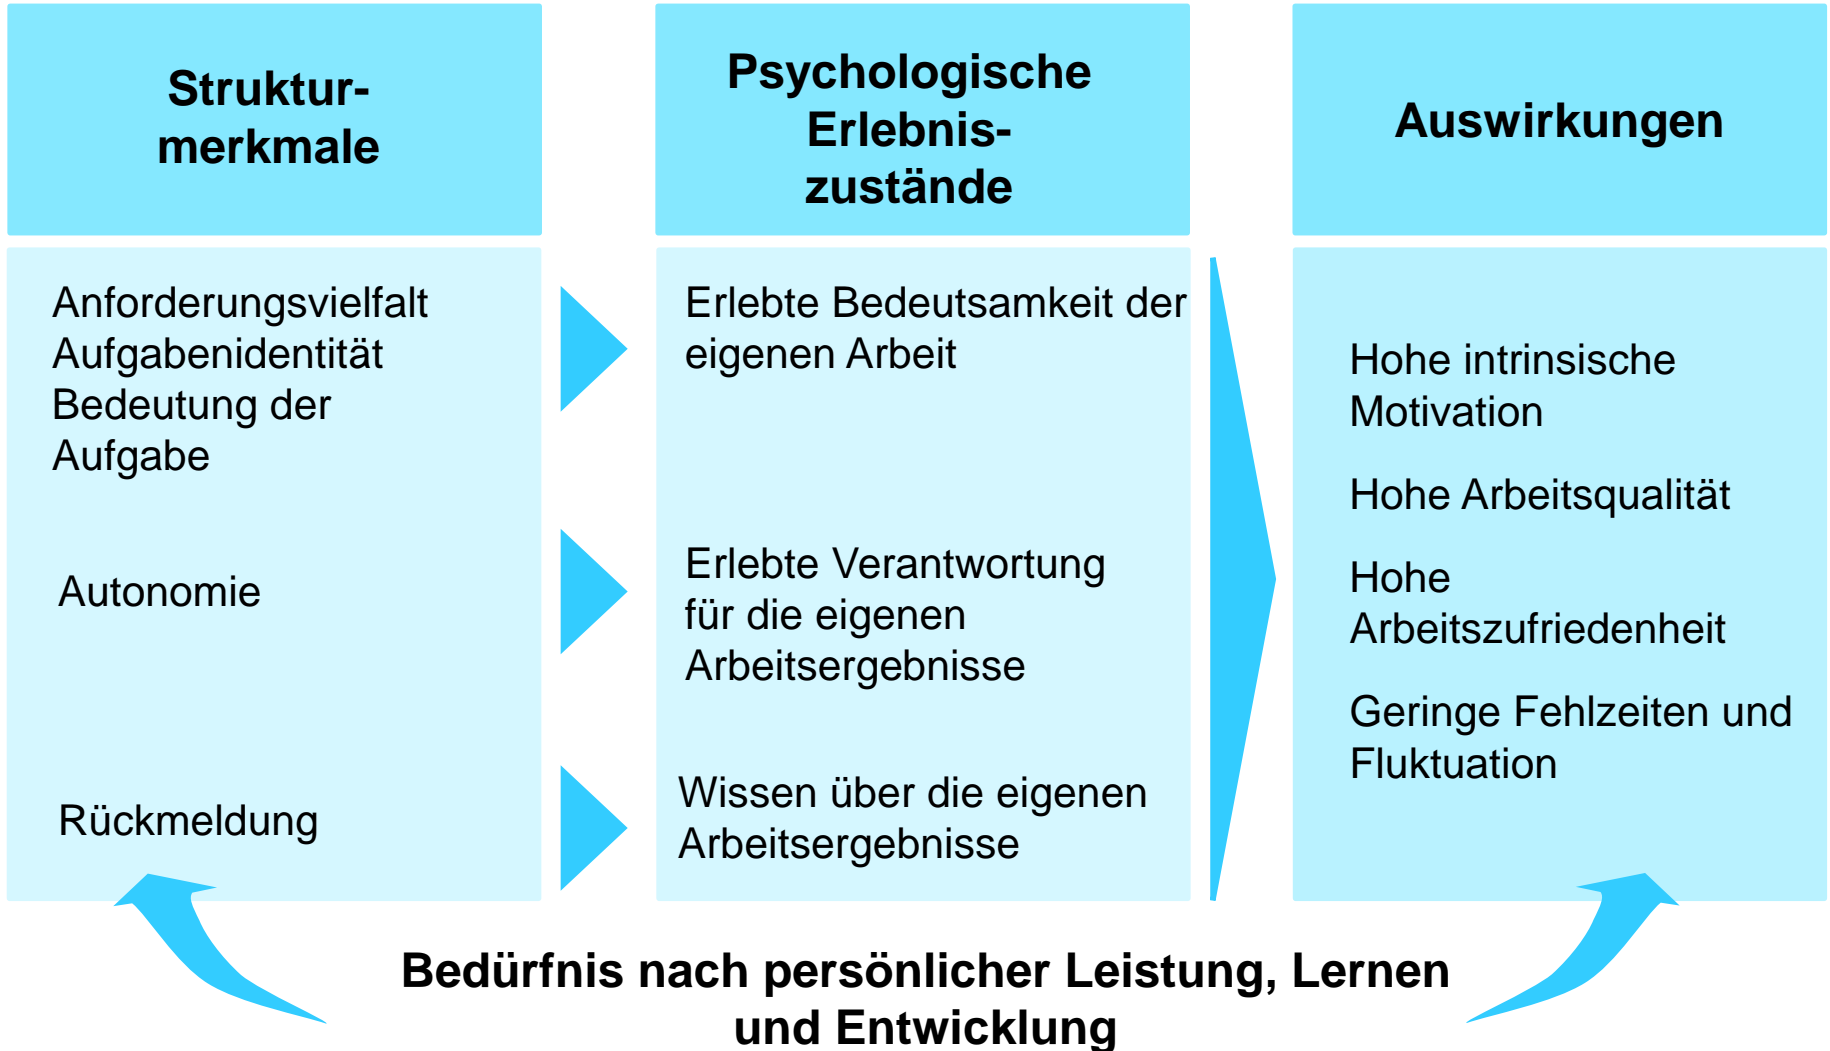 Struktur-
merkmale
Psychologische
Erlebnis-
zustände
Auswirkungen
Anforderungsvielfalt
Aufgabenidentität
Bedeutung der
Aufgabe
Autonomie
Rückmeldung
Erlebte Bedeutsamkeit der
eigenen Arbeit
Erlebte Verantwortung
für die eigenen
Arbeitsergebnisse
Wissen über die eigenen
Arbeitsergebnisse
Hohe intrinsische
Motivation
Hohe Arbeitsqualität
Hohe
Arbeitszufriedenheit
Geringe Fehlzeiten und
Fluktuation
Bedürfnis nach persönlicher Leistung, Lernen
und Entwicklung